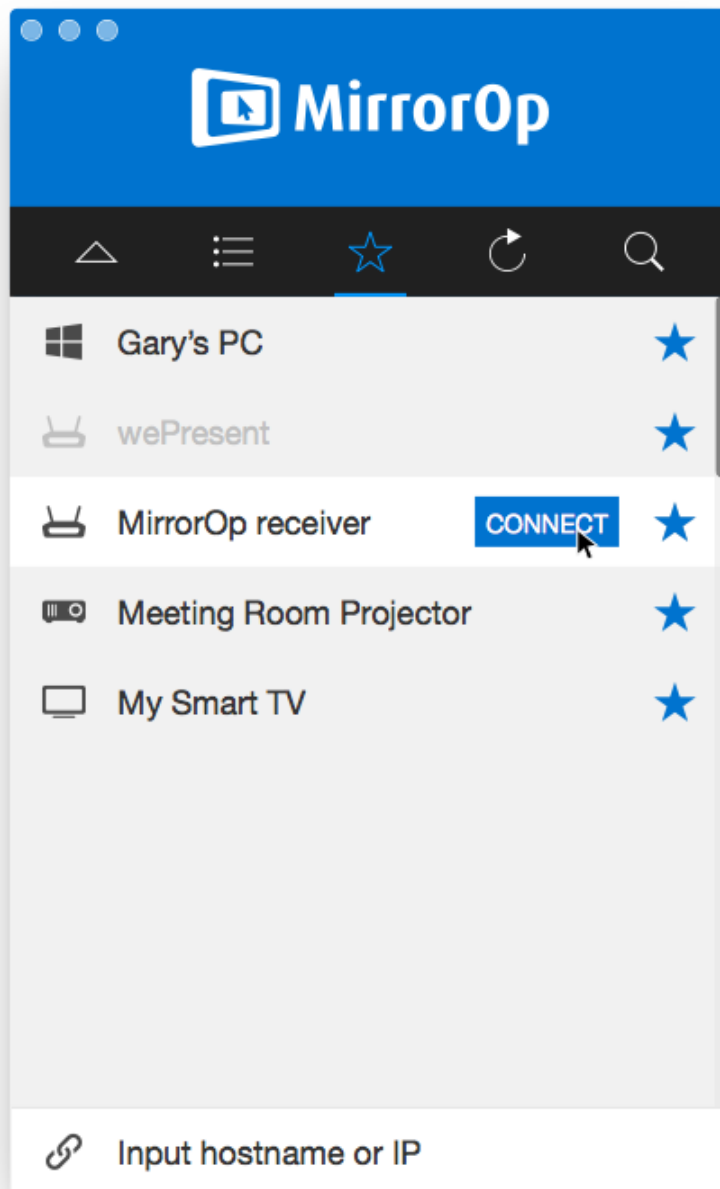 MirrorOp
Gary’s PC
wePresent
MirrorOp receiver CONNECT
Meeting Room Projector
My Smart TV
Input hostname or IP